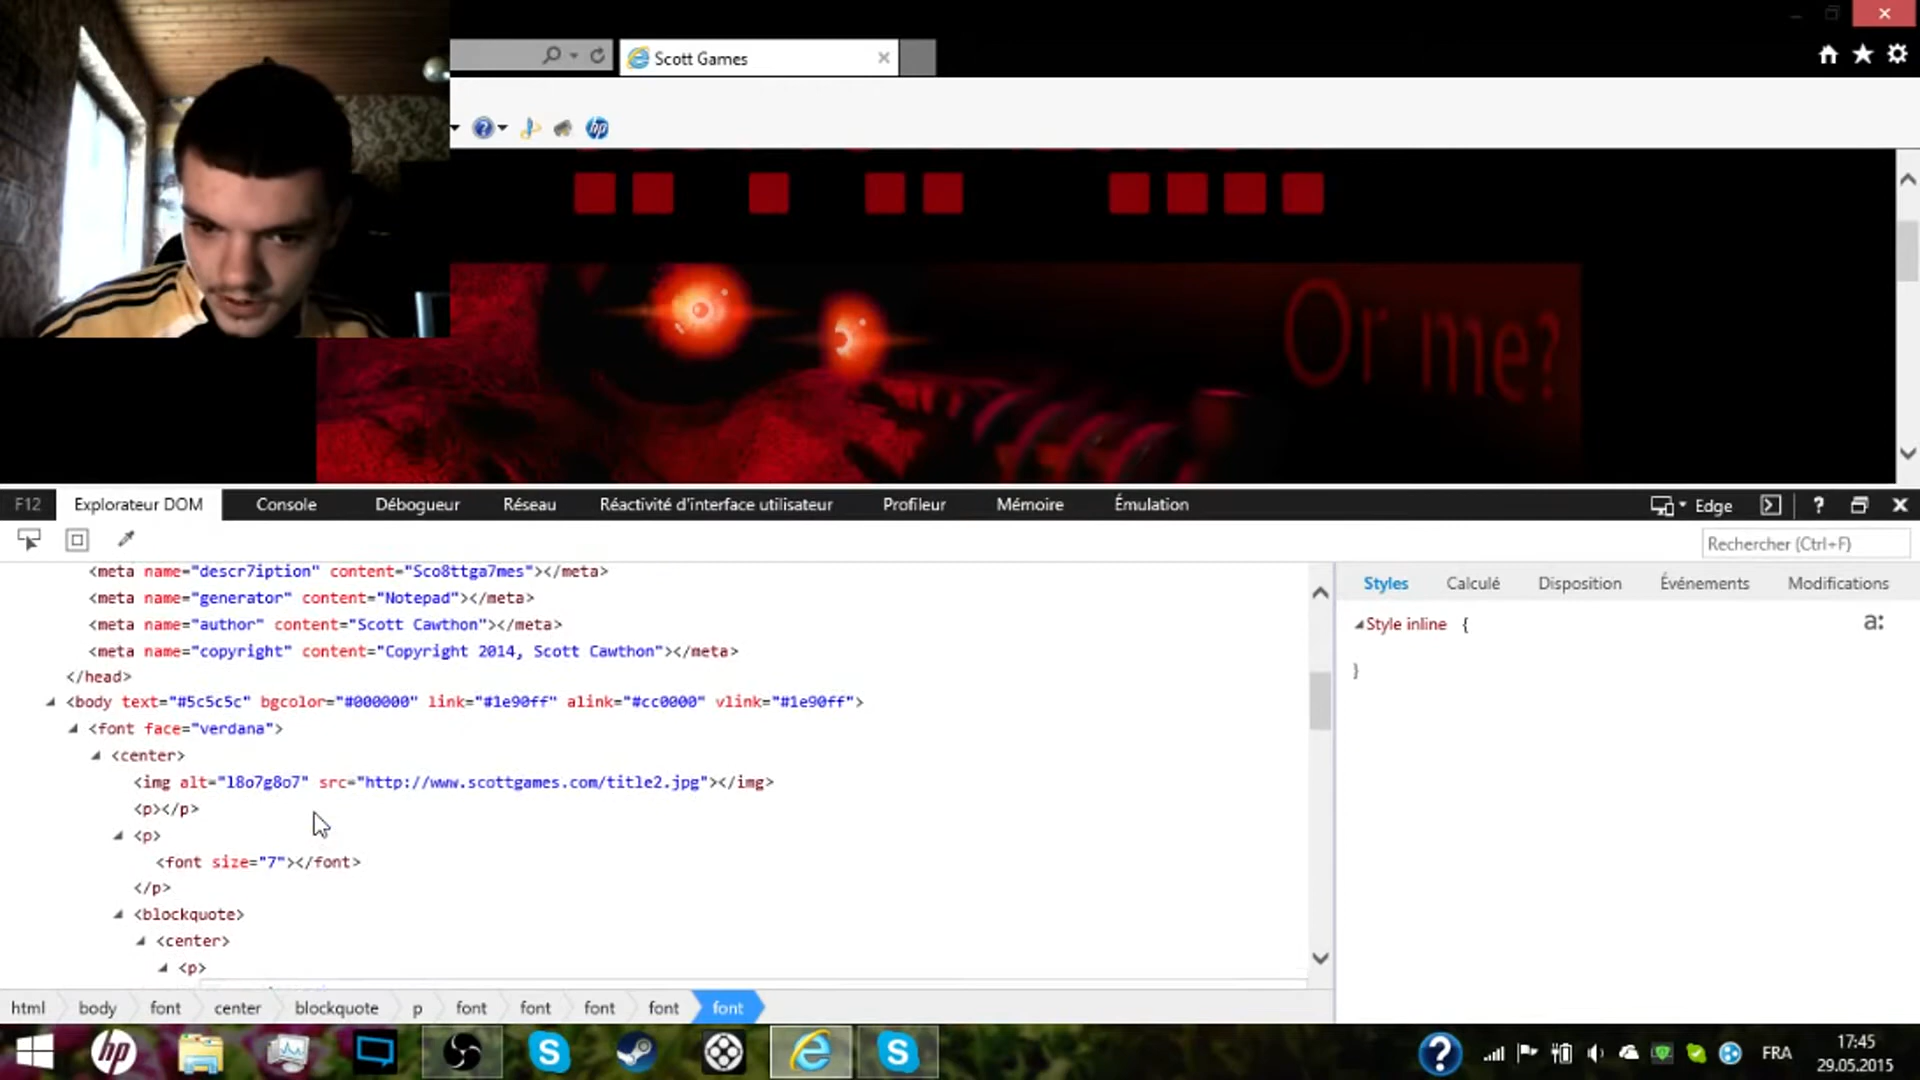 Scott Games
hp
Or me?
F12 Explorateur DOM Console Débogueur Réseau Réactivité d'interface utilisateur Profileur Mémoire Émulation Edge ?
Rechercher (Ctrl+F)
<meta name="descr7iption" content="Sco8ttga7mes"></meta>
<meta name="generator" content="Notepad"></meta>
<meta name="author" content="Scott Cawthon"></meta>
<meta name="copyright" content="Copyright 2014, Scott Cawthon"></meta>
</head>
<body text="#5c5c5c" bgcolor="#000000" link="#1e90ff" alink="#cc0000" vlink="#1e90ff">
<font face="verdana">
<center>
<img alt="l8o7g8o7" src="http://www.scottgames.com/title2.jpg"></img>
<p></p>
<p>
<font size="7"></font>
</p>
<blockquote>
<center>
<p>
Styles Calculé Disposition Événements Modifications
Style inline {
a:
}
html body font center blockquote p font font font font font
hp
FRA
17:45
29.05.2015